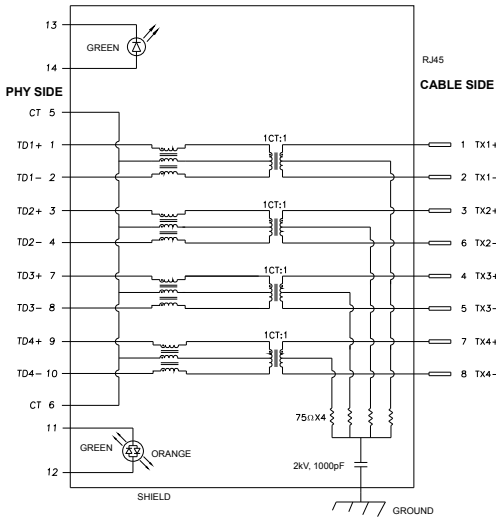 13
GREEN
14
RJ45
PHY SIDE
CABLE SIDE
CT 5
1CT:1
TD1+ 1
1 TX1+
TD1- 2
2 TX1-
1CT:1
TD2+ 3
3 TX2+
TD2- 4
6 TX2-
1CT:1
TD3+ 7
4 TX3+
TD3- 8
5 TX3-
1CT:1
TD4+ 9
7 TX4+
TD4- 10
8 TX4-
CT 6
75ΩX4
11
GREEN
ORANGE
12
2kV, 1000pF
SHIELD
GROUND